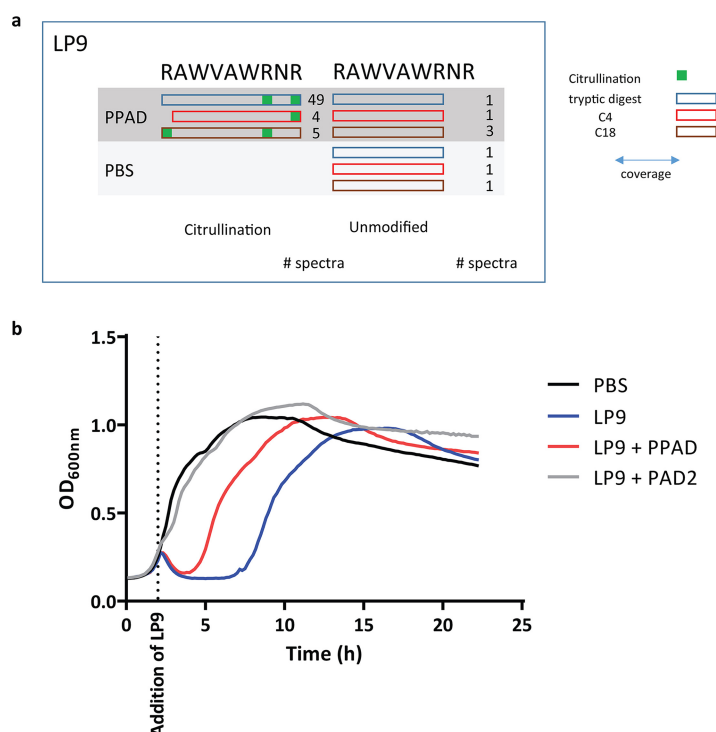 a
LP9
RAWVAWRNR RAWVAWRNR
PPAD
49 1
4 1
5 3
PBS
1
1
1
Citrullination Unmodified
# spectra # spectra
Citrullination
tryptic digest
C4
C18
coverage
b
1.5
1.0
0.5
0.0
OD600nm
0 5 10 15 20 25
Time (h)
Addition of LP9
PBS
LP9
LP9 + PPAD
LP9 + PAD2